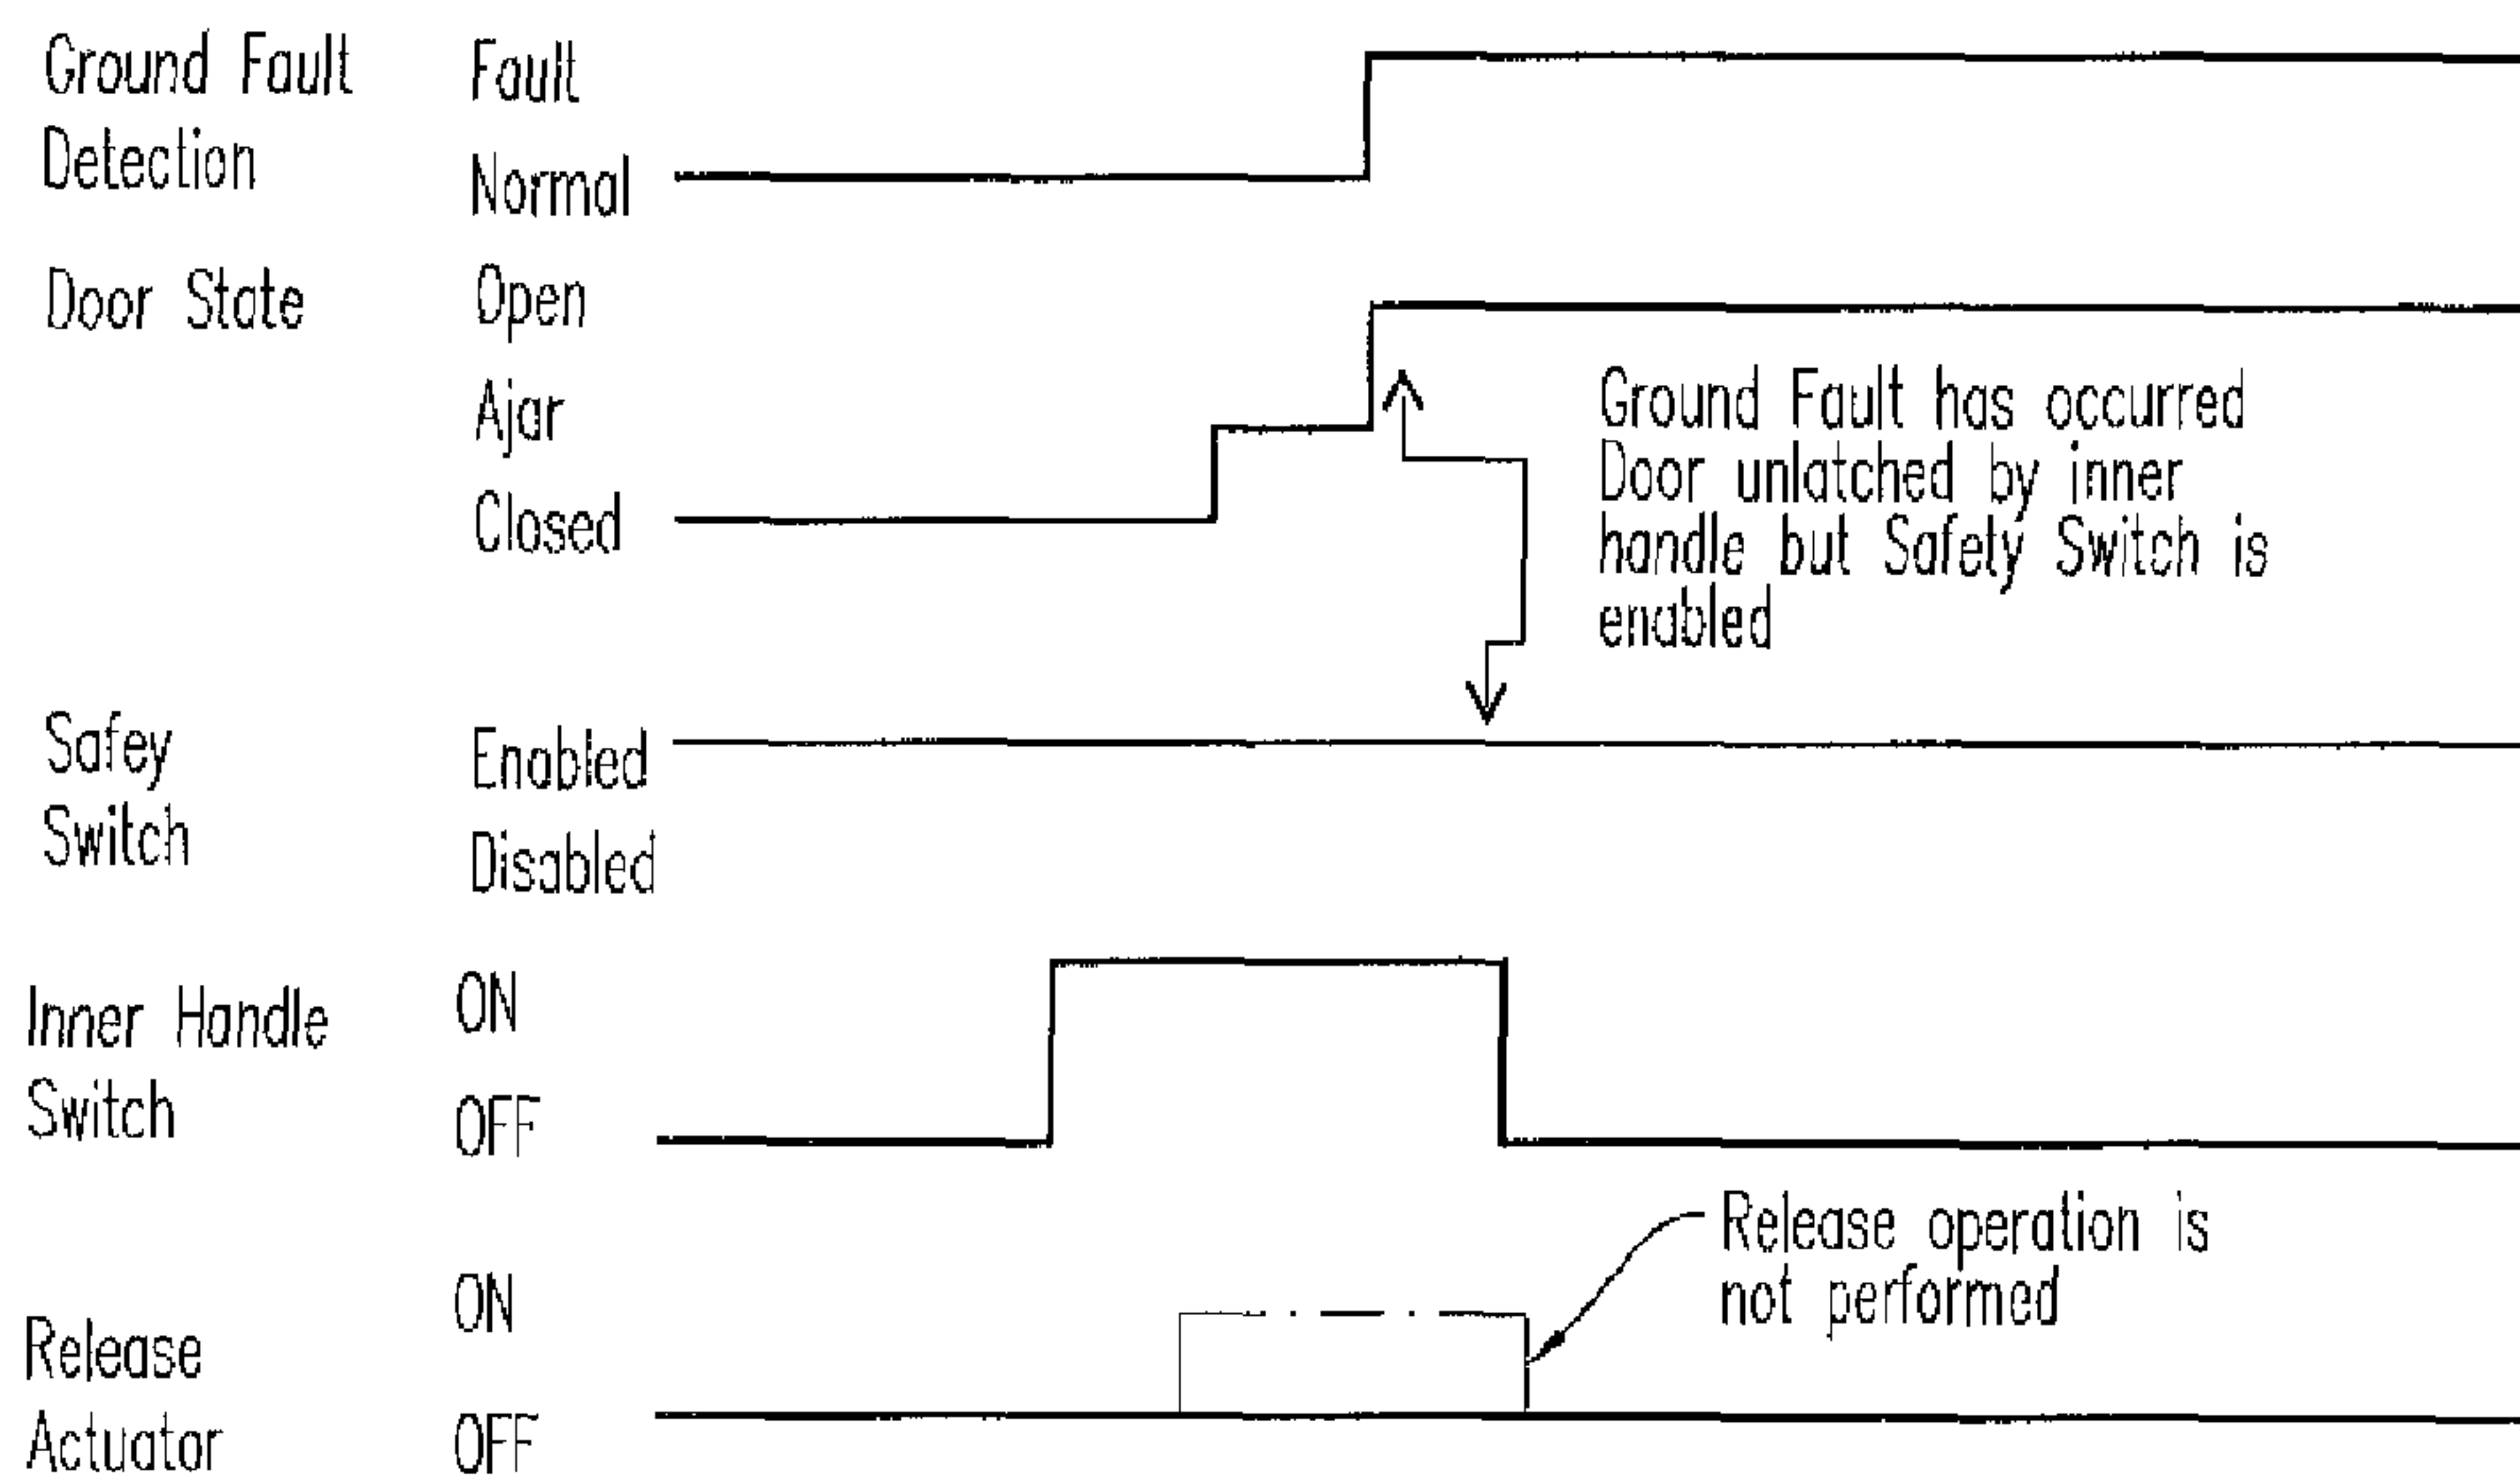 Ground Fault
Detection
Fault
Normal
Door State
Open
Ajar
Closed
Ground Fault has occurred
Door unlatched by inner
handle but Safety Switch is
enabled
Safey
Switch
Enabled
Disabled
Inner Handle
Switch
ON
OFF
Release operation is
not performed
Release
Actuator
ON
OFF